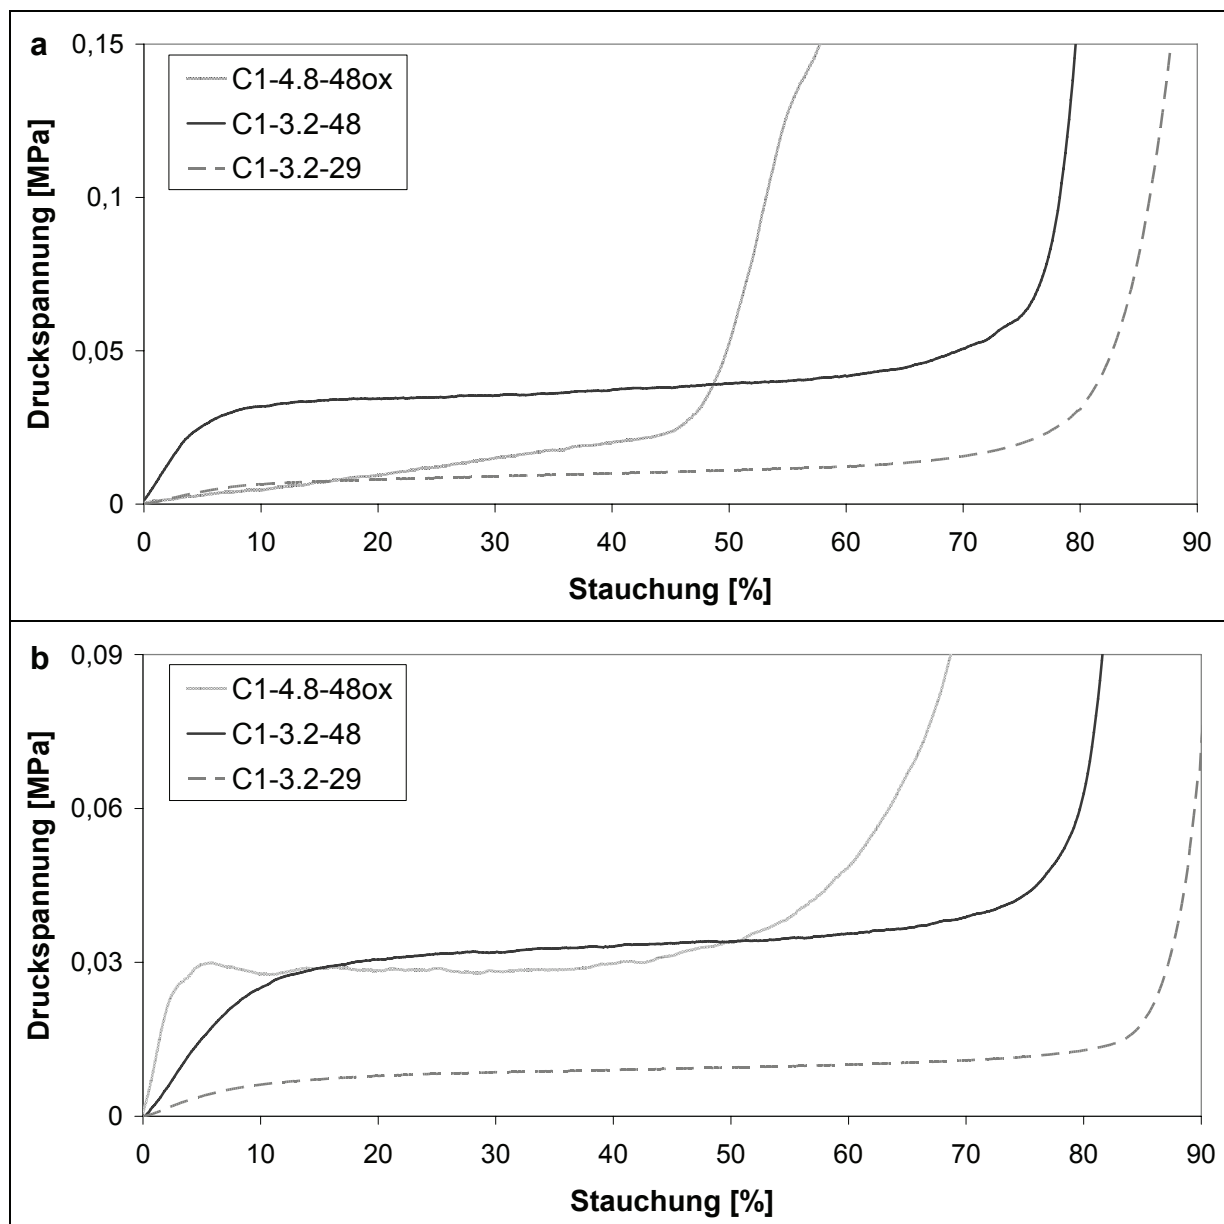 a
0,15
0,1
0,05
0
Druckspannung [MPa]
C1-4.8-48ox
C1-3.2-48
C1-3.2-29
0 10 20 30 40 50 60 70 80 90
Stauchung [%]
b
0,09
0,06
0,03
0
Druckspannung [MPa]
C1-4.8-48ox
C1-3.2-48
C1-3.2-29
0 10 20 30 40 50 60 70 80 90
Stauchung [%]